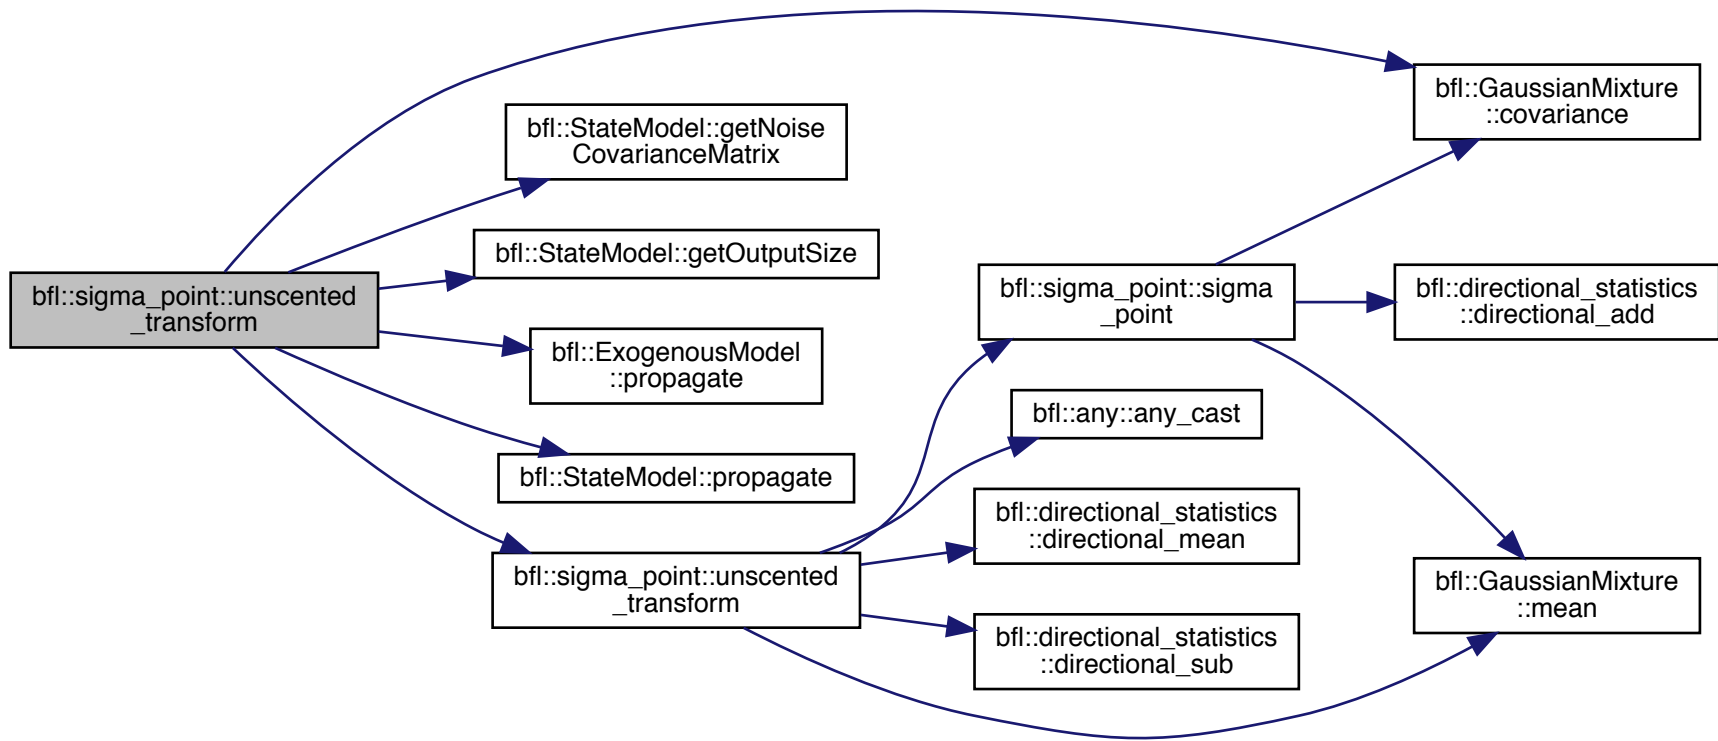 bfl::sigma_point::unscented
_transform
bfl::StateModel::getNoise
CovarianceMatrix
bfl::StateModel::getOutputSize
bfl::ExogenousModel
::propagate
bfl::StateModel::propagate
bfl::sigma_point::unscented
_transform
bfl::sigma_point::sigma
_point
bfl::any::any_cast
bfl::directional_statistics
::directional_mean
bfl::directional_statistics
::directional_sub
bfl::GaussianMixture
::covariance
bfl::directional_statistics
::directional_add
bfl::GaussianMixture
::mean